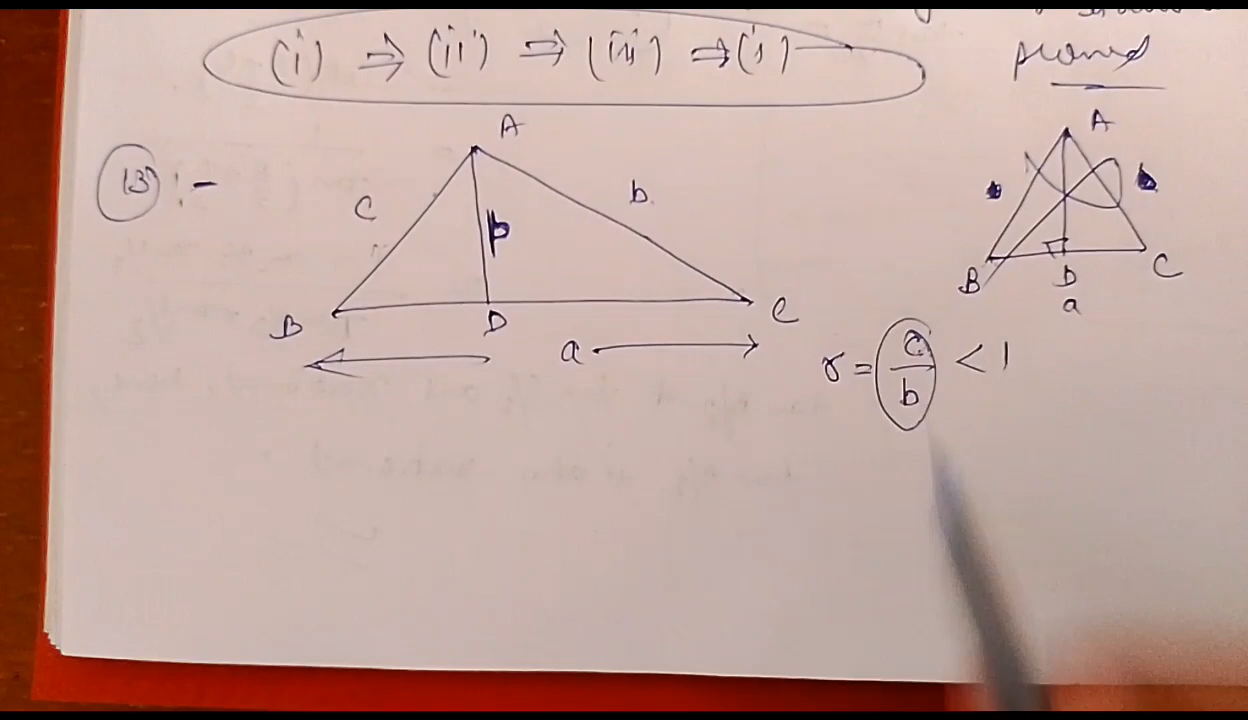 (i) ⇒ (ii) ⇒ (iii) ⇒ (i)
proved
A
A
13 :-
c
b
p
b
B
D
C
B
D
C
a
a
r = c/b < 1